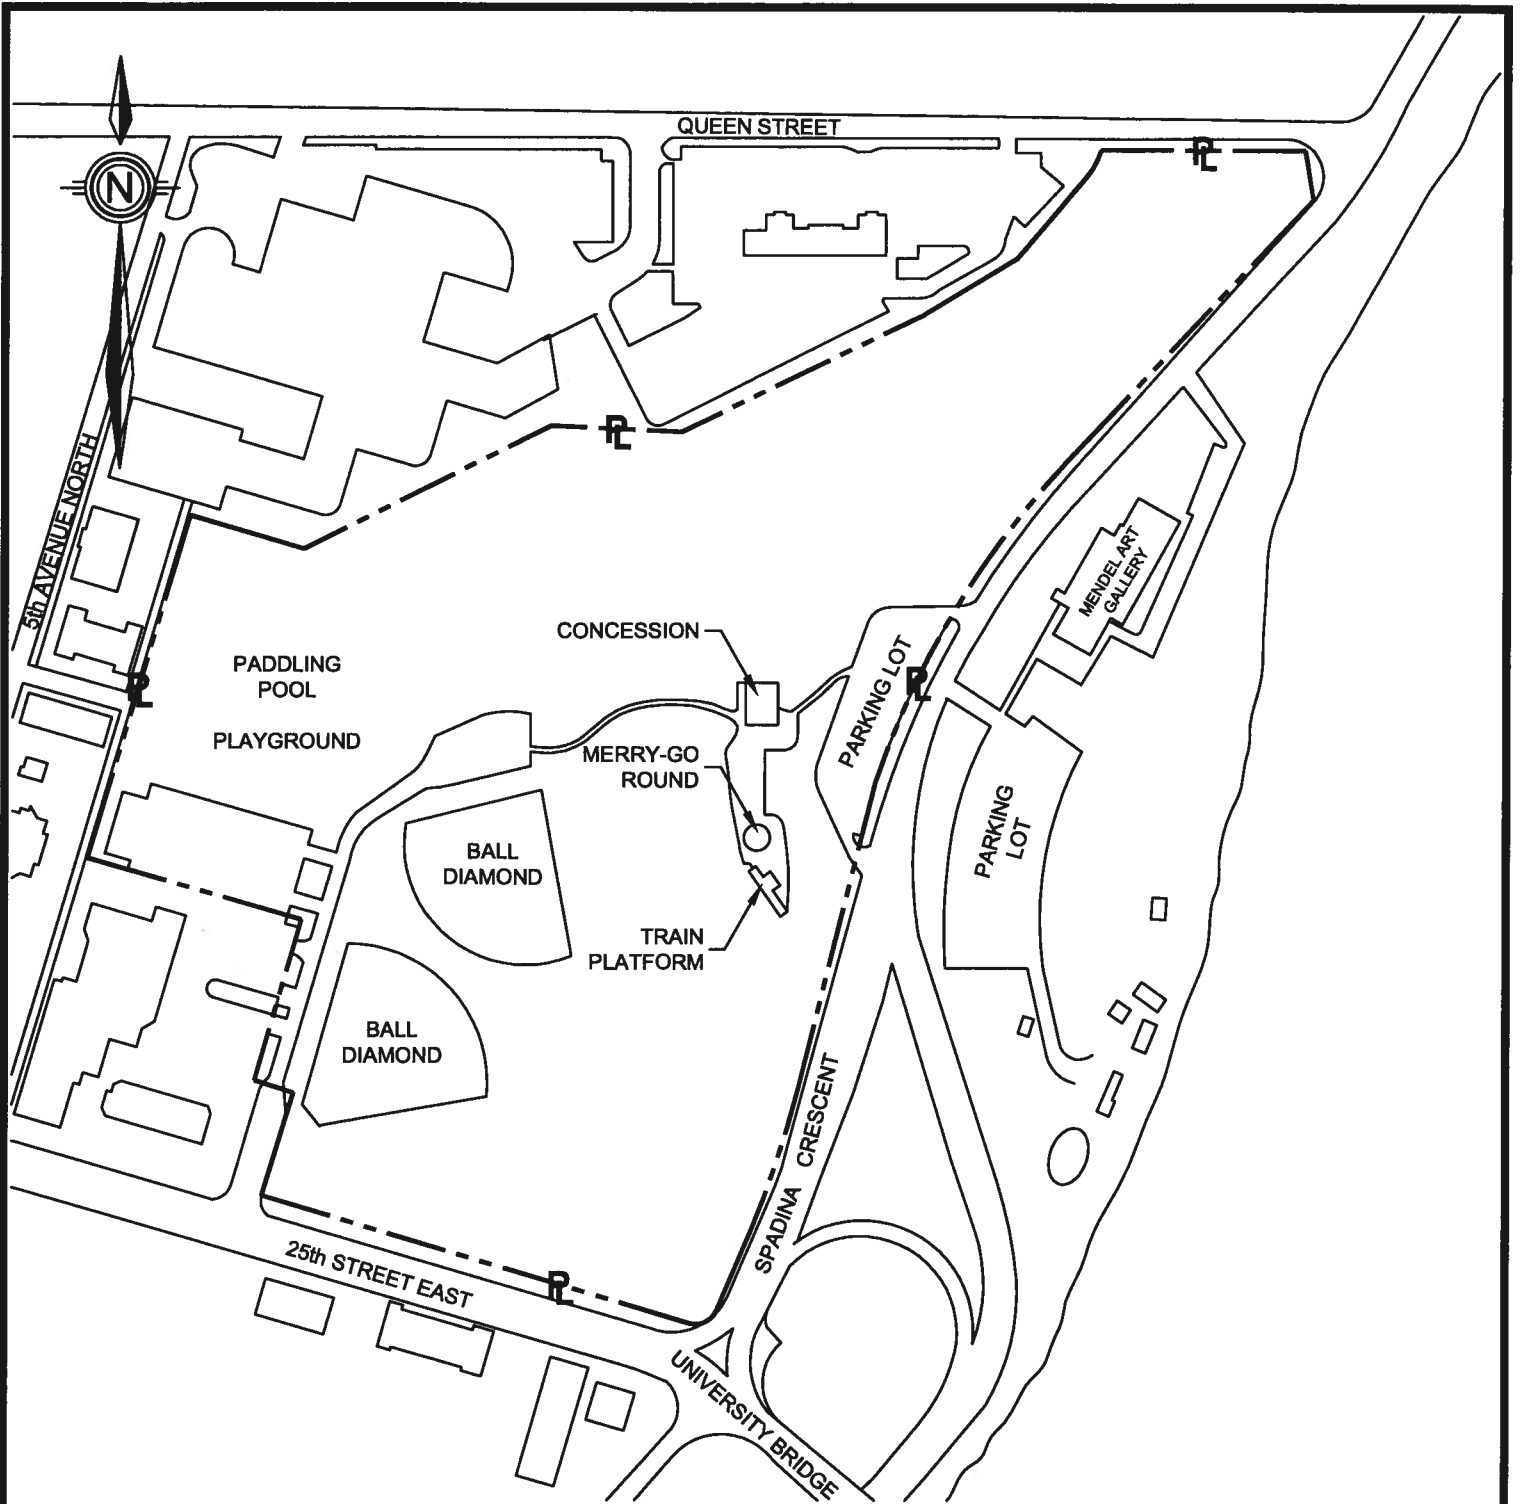 QUEEN STREET
PL
N
PL
5th AVENUE NORTH
MENDEL ART
GALLERY
CONCESSION
PARKING LOT
PADDLING
POOL
PL
PL
PLAYGROUND
MERRY-GO
ROUND
PARKING
LOT
BALL
DIAMOND
TRAIN
PLATFORM
BALL
DIAMOND
SPADINA CRESCENT
25th STREET EAST
PL
UNIVERSITY BRIDGE